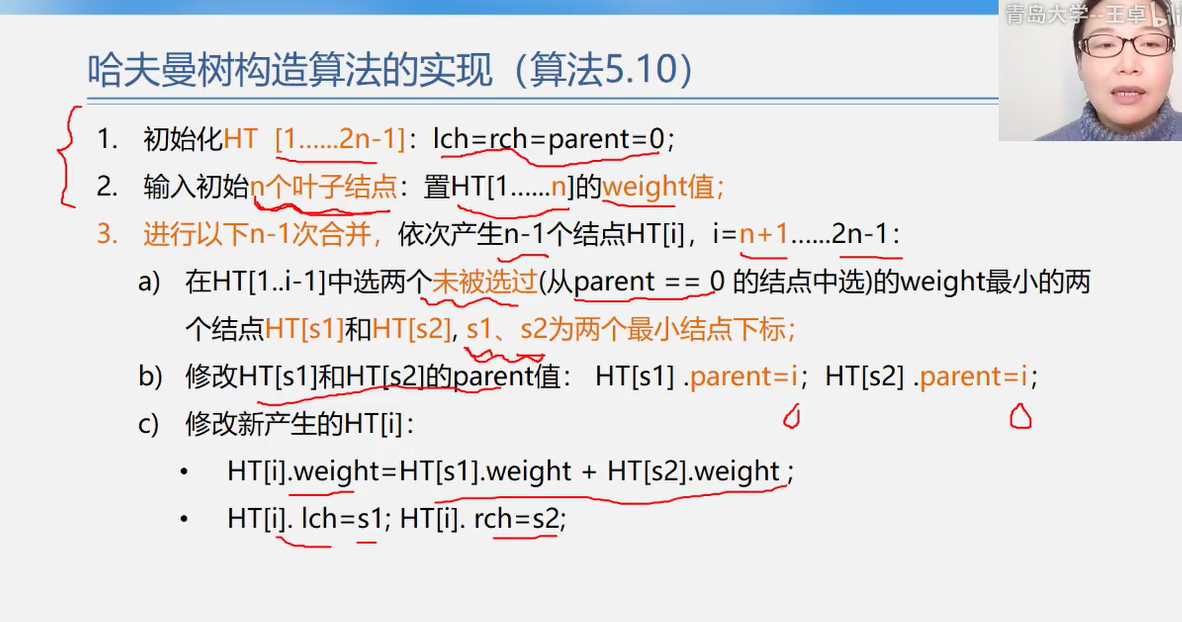 青岛大学--王卓
哈夫曼树构造算法的实现（算法5.10）
1. 初始化HT [1……2n-1]：lch=rch=parent=0；
2. 输入初始n个叶子结点：置HT[1……n]的weight值；
3. 进行以下n-1次合并，依次产生n-1个结点HT[i]，i=n+1……2n-1：
a) 在HT[1..i-1]中选两个未被选过(从parent == 0 的结点中选)的weight最小的两
个结点HT[s1]和HT[s2], s1、s2为两个最小结点下标；
b) 修改HT[s1]和HT[s2]的parent值： HT[s1] .parent=i； HT[s2] .parent=i；
c) 修改新产生的HT[i]：
• HT[i].weight=HT[s1].weight + HT[s2].weight ;
• HT[i]. lch=s1; HT[i]. rch=s2;